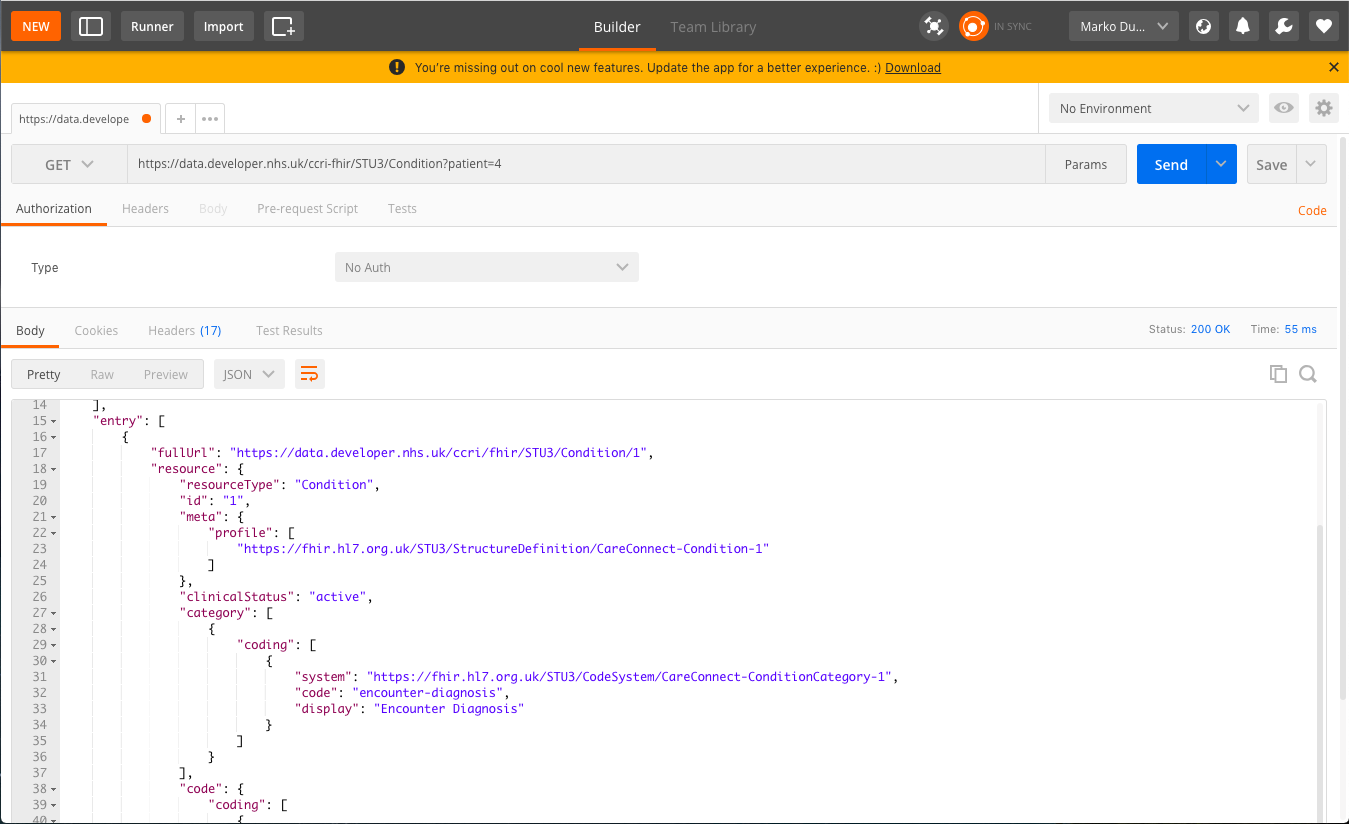 NEW Runner Import Builder Team Library IN SYNC Marko Du...
You're missing out on cool new features. Update the app for a better experience. :) Download
https://data.develope No Environment
GET https://data.developer.nhs.uk/ccri-fhir/STU3/Condition?patient=4 Params Send Save
Authorization Headers Body Pre-request Script Tests Code
Type No Auth
Body Cookies Headers (17) Test Results Status: 200 OK Time: 55 ms
Pretty Raw Preview JSON
14 ],
15 "entry": [
16 {
17 "fullUrl": "https://data.developer.nhs.uk/ccri/fhir/STU3/Condition/1",
18 "resource": {
19 "resourceType": "Condition",
20 "id": "1",
21 "meta": {
22 "profile": [
23 "https://fhir.hl7.org.uk/STU3/StructureDefinition/CareConnect-Condition-1"
24 ]
25 },
26 "clinicalStatus": "active",
27 "category": [
28 {
29 "coding": [
30 {
31 "system": "https://fhir.hl7.org.uk/STU3/CodeSystem/CareConnect-ConditionCategory-1",
32 "code": "encounter-diagnosis",
33 "display": "Encounter Diagnosis"
34 }
35 ]
36 }
37 ],
38 "code": {
39 "coding": [
40 {